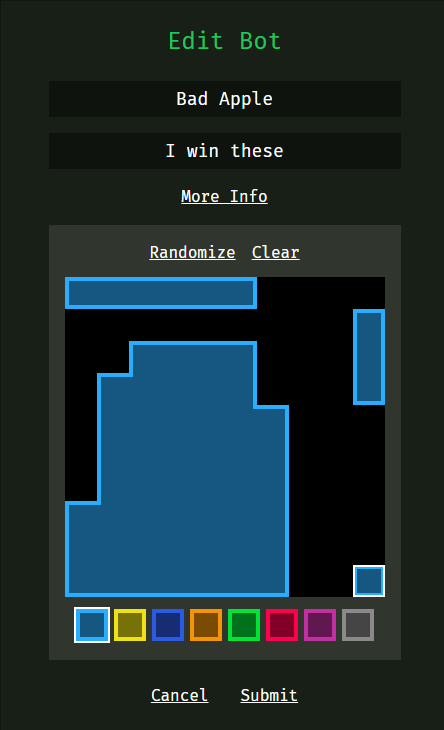 Edit Bot
Bad Apple
I win these
More Info
Randomize Clear
Cancel Submit